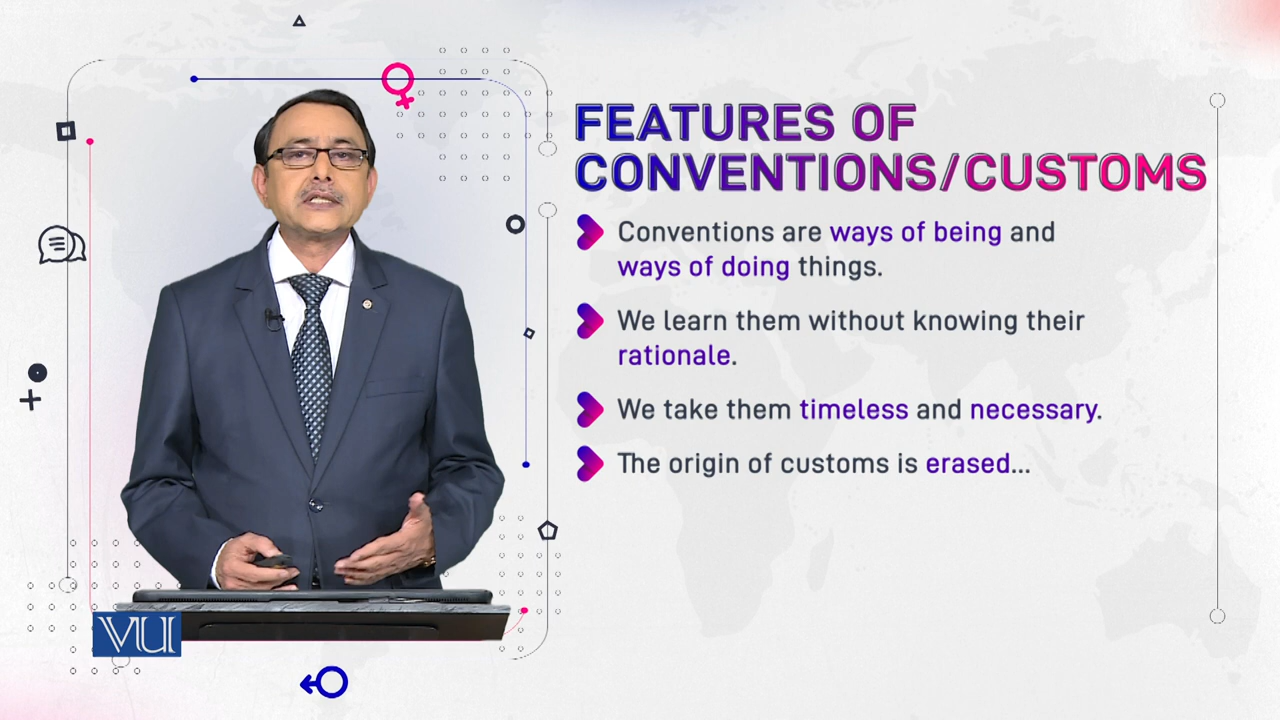 FEATURES OF
CONVENTIONS/CUSTOMS
Conventions are ways of being and
ways of doing things.
We learn them without knowing their
rationale.
We take them timeless and necessary.
The origin of customs is erased...
VU